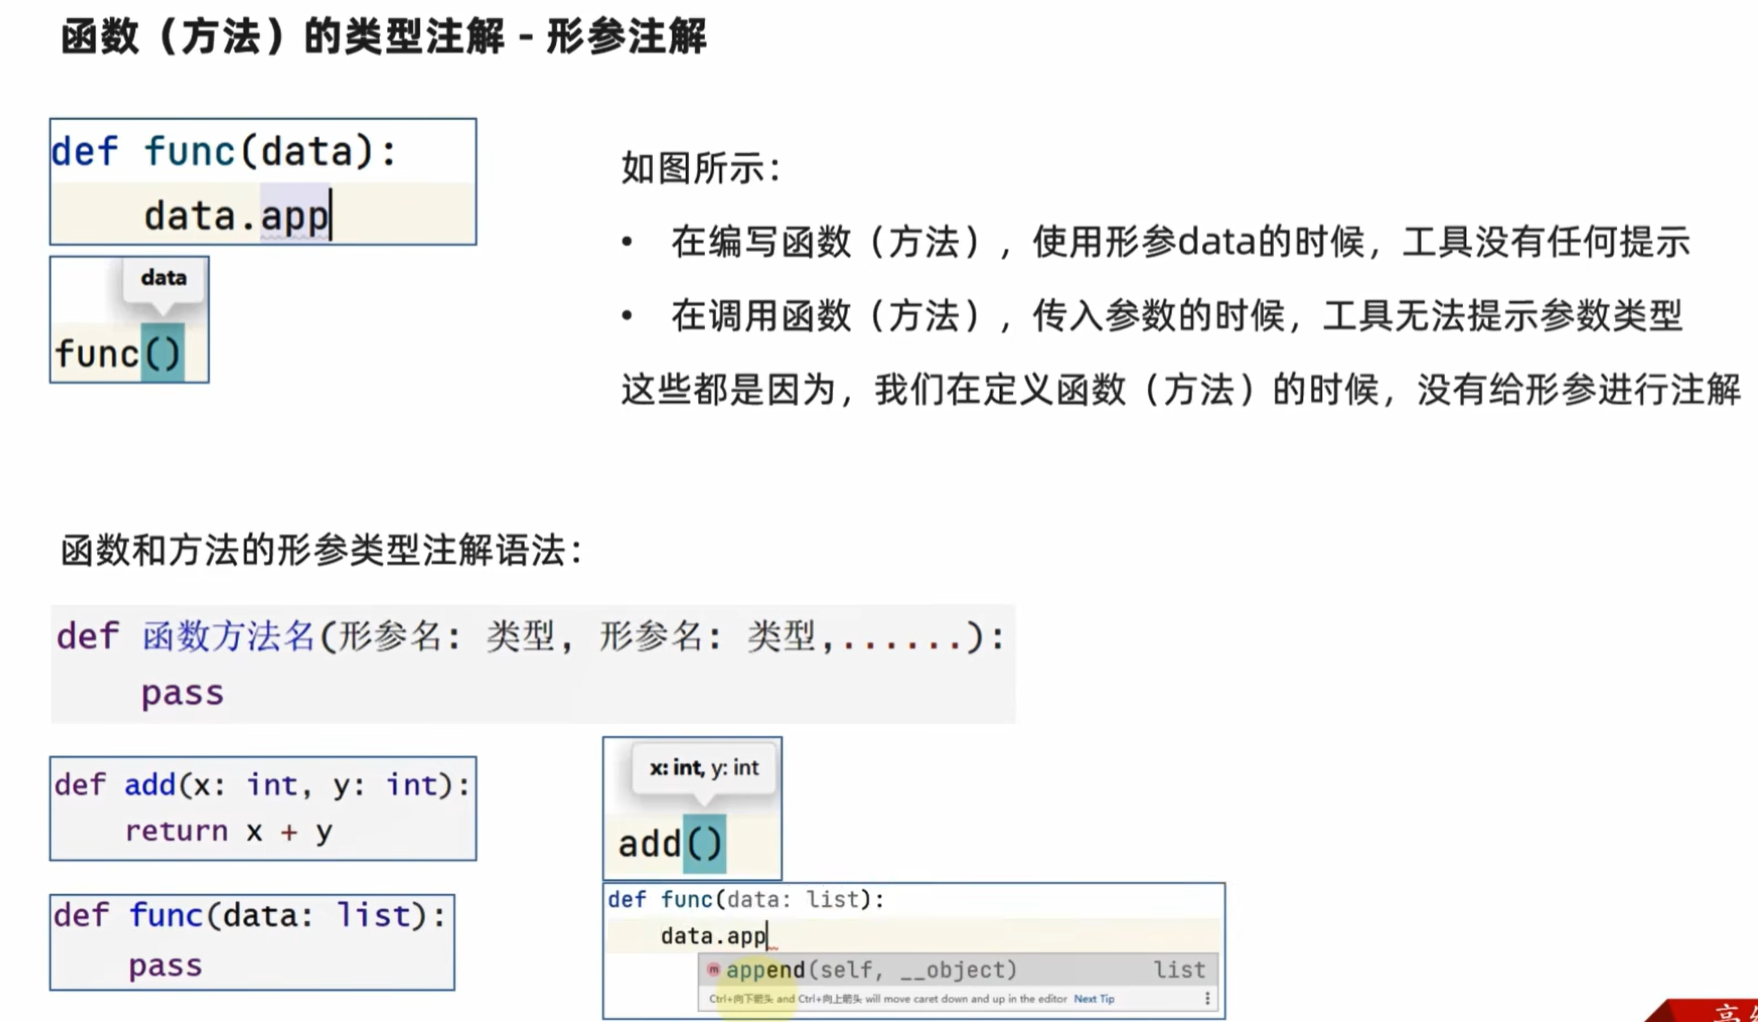 函数（方法）的类型注解 - 形参注解
def func(data):
data.app
data
func()
如图所示：
• 在编写函数（方法），使用形参data的时候，工具没有任何提示
• 在调用函数（方法），传入参数的时候，工具无法提示参数类型
这些都是因为，我们在定义函数（方法）的时候，没有给形参进行注解
函数和方法的形参类型注解语法：
def 函数方法名(形参名: 类型, 形参名: 类型,......):
pass
def add(x: int, y: int):
return x + y
def func(data: list):
pass
x: int, y: int
add()
def func(data: list):
data.app
m append(self, __object) list
Ctrl+向下箭头 and Ctrl+向上箭头 will move caret down and up in the editor Next Tip